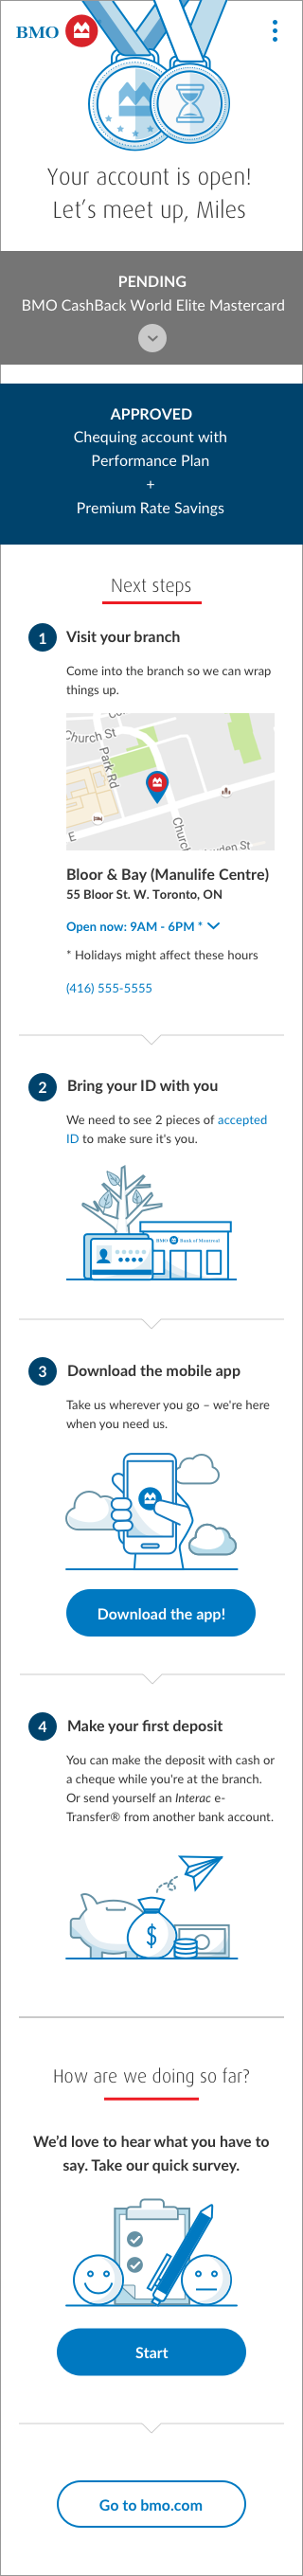 BMO
Your account is open!
Let's meet up, Miles
PENDING
BMO CashBack World Elite Mastercard
APPROVED
Chequing account with
Performance Plan
+
Premium Rate Savings
Next steps
1 Visit your branch
Come into the branch so we can wrap
things up.
Church St
Park Rd
Church
Bloor & Bay (Manulife Centre)
55 Bloor St. W. Toronto, ON
Open now: 9AM - 6PM *
* Holidays might affect these hours
(416) 555-5555
2 Bring your ID with you
We need to see 2 pieces of accepted
ID to make sure it's you.
BMO Bank of Montreal
3 Download the mobile app
Take us wherever you go – we're here
when you need us.
Download the app!
4 Make your first deposit
You can make the deposit with cash or
a cheque while you're at the branch.
Or send yourself an Interac e-
Transfer® from another bank account.
$
How are we doing so far?
We'd love to hear what you have to
say. Take our quick survey.
Start
Go to bmo.com